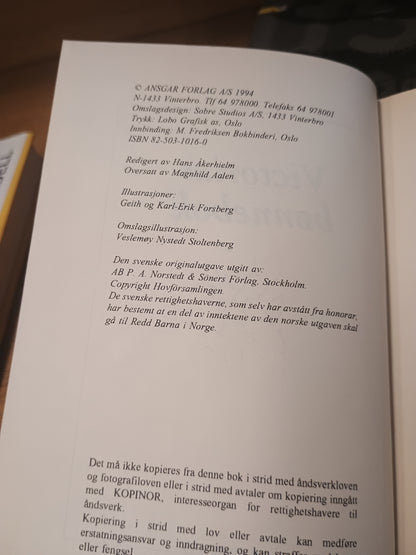 © ANSGAR FORLAG A/S 1994
N-1433 Vinterbro. Tlf 64 978000. Telefaks 64 978001
Omslagsdesign: Sobre Studios A/S, 1433 Vinterbro
Trykk: Lobo Grafisk as, Oslo
Innbinding: M. Fredriksen Bokbinderi, Oslo
ISBN 82-503-1016-0
Redigert av Hans Åkerhielm
Oversatt av Magnhild Aalen
Illustrasjoner:
Geith og Karl-Erik Forsberg
Omslagsillustrasjon:
Veslemøy Nystedt Stoltenberg
Den svenske originalutgave utgitt av:
AB P. A. Norstedt & Söners Förlag, Stockholm.
Copyright Hovförsamlingen.
De svenske rettighetshaverne, som selv har avstått fra honorar,
har bestemt at en del av inntektene av den norske utgaven skal
gå til Redd Barna i Norge.
Det må ikke kopieres fra denne bok i strid med åndsverkloven
og fotografiloven eller i strid med avtaler om kopiering inngått
med KOPINOR, interesseorgan for rettighetshavere til
åndsverk.
Kopiering i strid med lov eller avtale kan medføre
erstatningsansvar og inndragning, og kan
eller fengsel